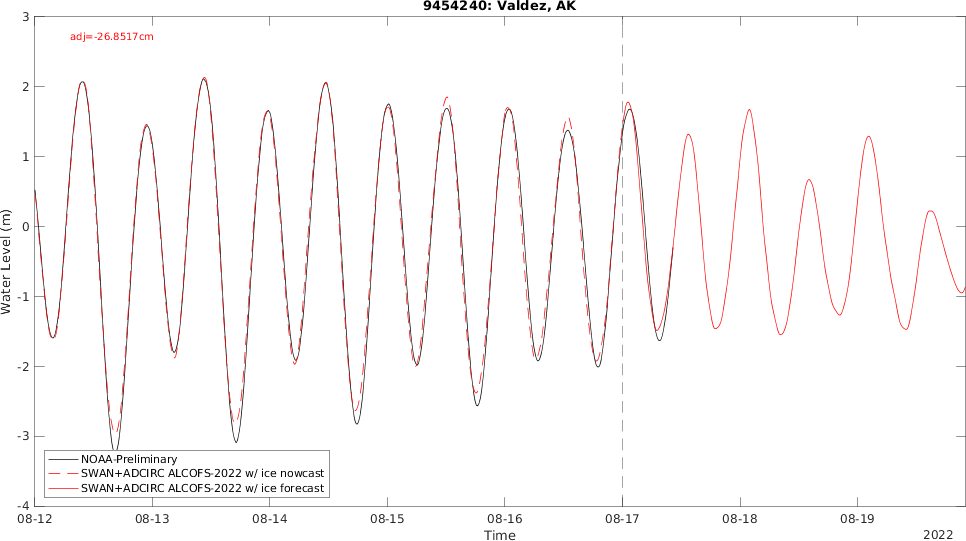 9454240: Valdez, AK
adj=-26.8517cm
Water Level (m)
3
2
1
0
-1
-2
-3
-4
NOAA-Preliminary
SWAN+ADCIRC ALCOFS-2022 w/ ice nowcast
SWAN+ADCIRC ALCOFS-2022 w/ ice forecast
08-12 08-13 08-14 08-15 08-16 08-17 08-18 08-19
Time
2022